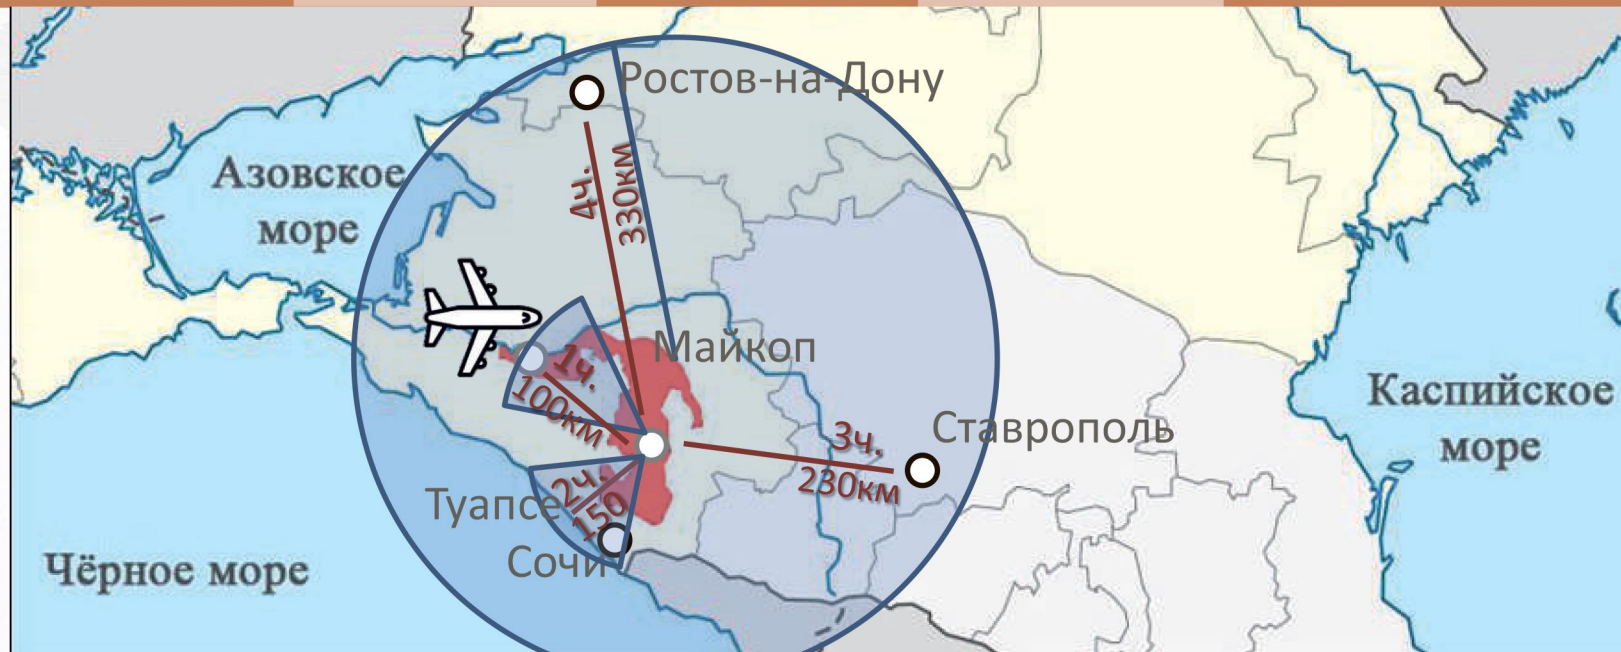 Ростов-на-Дону
Азовское
море
4ч.
330км
Майкоп
1ч.
100км
Каспийское
море
Ставрополь
3ч.
230км
Туапсе
2ч.
150
Сочи
Чёрное море